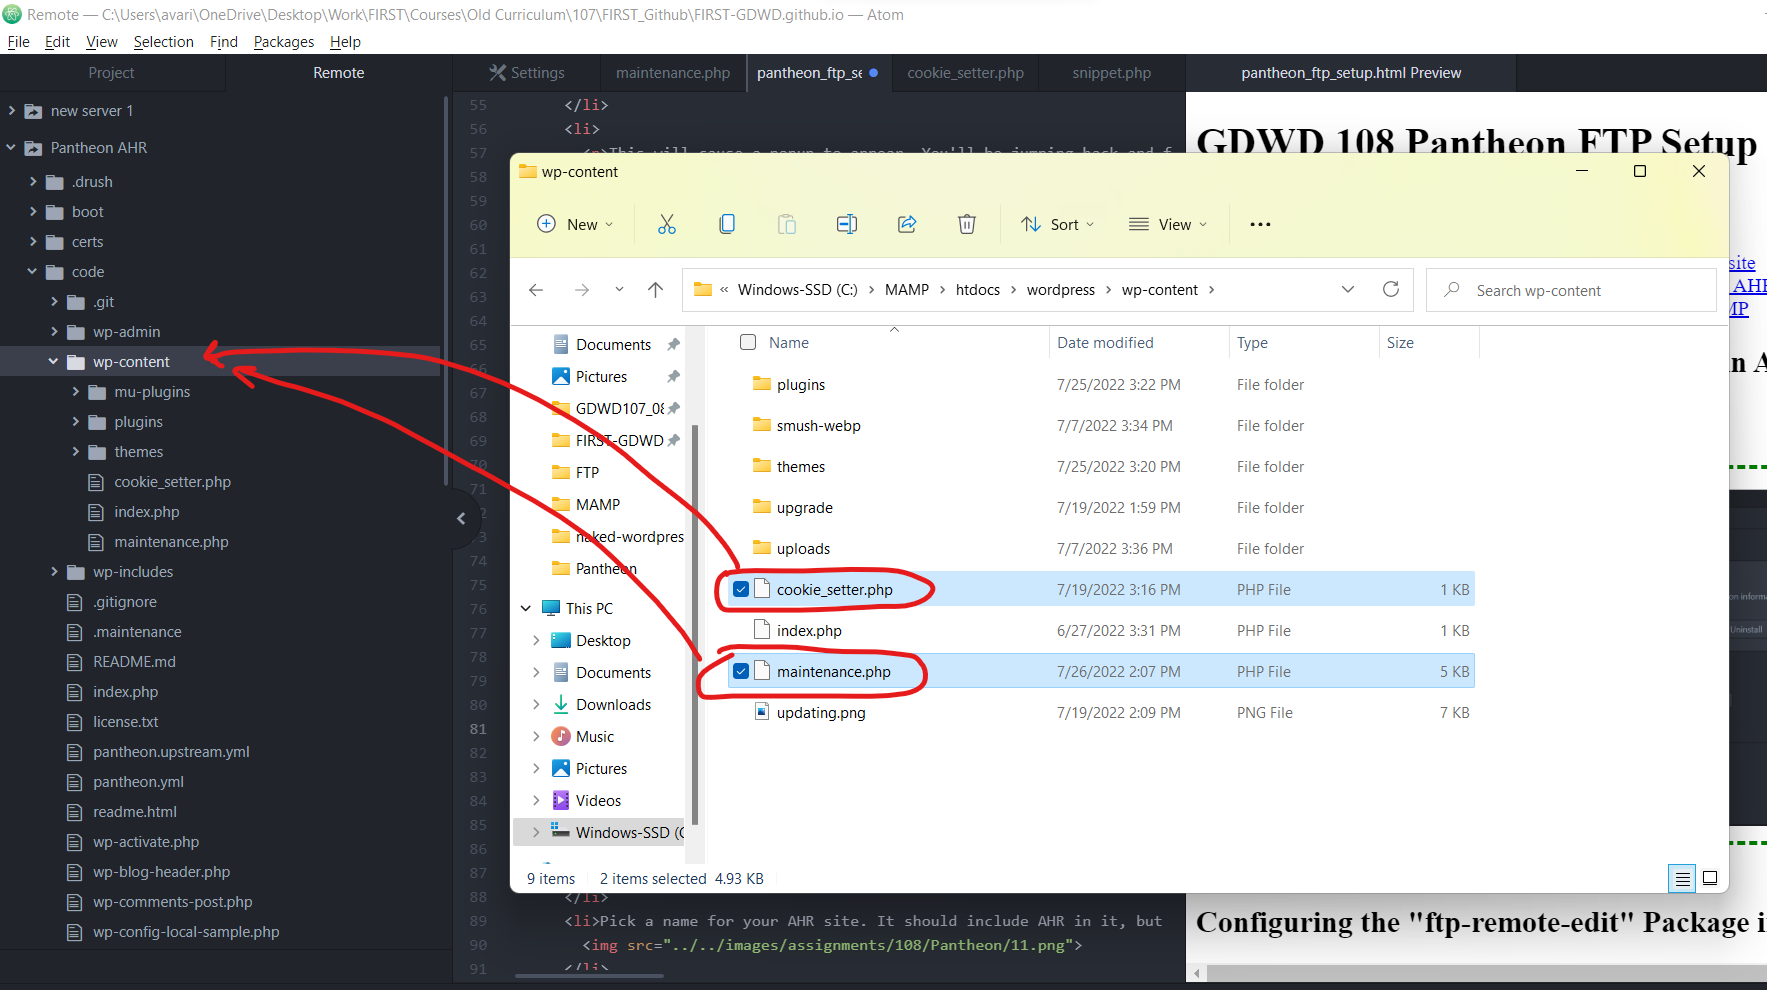 Remote — C:\Users\avari\OneDrive\Desktop\Work\FIRST\Courses\Old Curriculum\107\FIRST_Github\FIRST-GDWD.github.io — Atom
File Edit View Selection Find Packages Help
Project Remote
Settings maintenance.php pantheon_ftp_se cookie_setter.php snippet.php pantheon_ftp_setup.html Preview
new server 1
Pantheon AHR
.drush
boot
certs
code
.git
wp-admin
wp-content
mu-plugins
plugins
themes
cookie_setter.php
index.php
maintenance.php
wp-includes
.gitignore
.maintenance
README.md
index.php
license.txt
pantheon.upstream.yml
pantheon.yml
readme.html
wp-activate.php
wp-blog-header.php
wp-comments-post.php
wp-config-local-sample.php
55 </li>
56 <li>
57
58
59
60
61
62
63
64
65
67
68
69
71
74
75
76
77
78
79
80
81
82
83
84
85
86
87
88 </li>
89 <li>Pick a name for your AHR site. It should include AHR in it, but
90 <img src="../../images/assignments/108/Pantheon/11.png">
91 </li>
GDWD 108 Pantheon FTP Setup
site
AHR
MP
n A
on informa
Uninstall
Configuring the "ftp-remote-edit" Package i
wp-content
New Sort View
« Windows-SSD (C:) > MAMP > htdocs > wordpress > wp-content >
Search wp-content
Documents
Pictures
GDWD107_08
FIRST-GDWD
FTP
MAMP
naked-wordpres
Pantheon
This PC
Desktop
Documents
Downloads
Music
Pictures
Videos
Windows-SSD (C
Name Date modified Type Size
plugins 7/25/2022 3:22 PM File folder
smush-webp 7/7/2022 3:34 PM File folder
themes 7/25/2022 3:20 PM File folder
upgrade 7/19/2022 1:59 PM File folder
uploads 7/7/2022 3:36 PM File folder
cookie_setter.php 7/19/2022 3:16 PM PHP File 1 KB
index.php 6/27/2022 3:31 PM PHP File 1 KB
maintenance.php 7/26/2022 2:07 PM PHP File 5 KB
updating.png 7/19/2022 2:09 PM PNG File 7 KB
9 items 2 items selected 4.93 KB